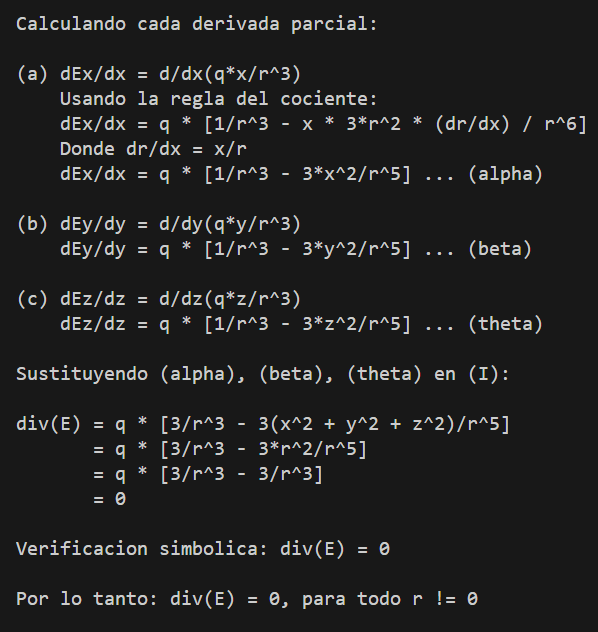 Calculando cada derivada parcial:
(a) dEx/dx = d/dx(q*x/r^3)
Usando la regla del cociente:
dEx/dx = q * [1/r^3 - x * 3*r^2 * (dr/dx) / r^6]
Donde dr/dx = x/r
dEx/dx = q * [1/r^3 - 3*x^2/r^5] ... (alpha)
(b) dEy/dy = d/dy(q*y/r^3)
dEy/dy = q * [1/r^3 - 3*y^2/r^5] ... (beta)
(c) dEz/dz = d/dz(q*z/r^3)
dEz/dz = q * [1/r^3 - 3*z^2/r^5] ... (theta)
Sustituyendo (alpha), (beta), (theta) en (I):
div(E) = q * [3/r^3 - 3(x^2 + y^2 + z^2)/r^5]
= q * [3/r^3 - 3*r^2/r^5]
= q * [3/r^3 - 3/r^3]
= 0
Verificacion simbolica: div(E) = 0
Por lo tanto: div(E) = 0, para todo r != 0